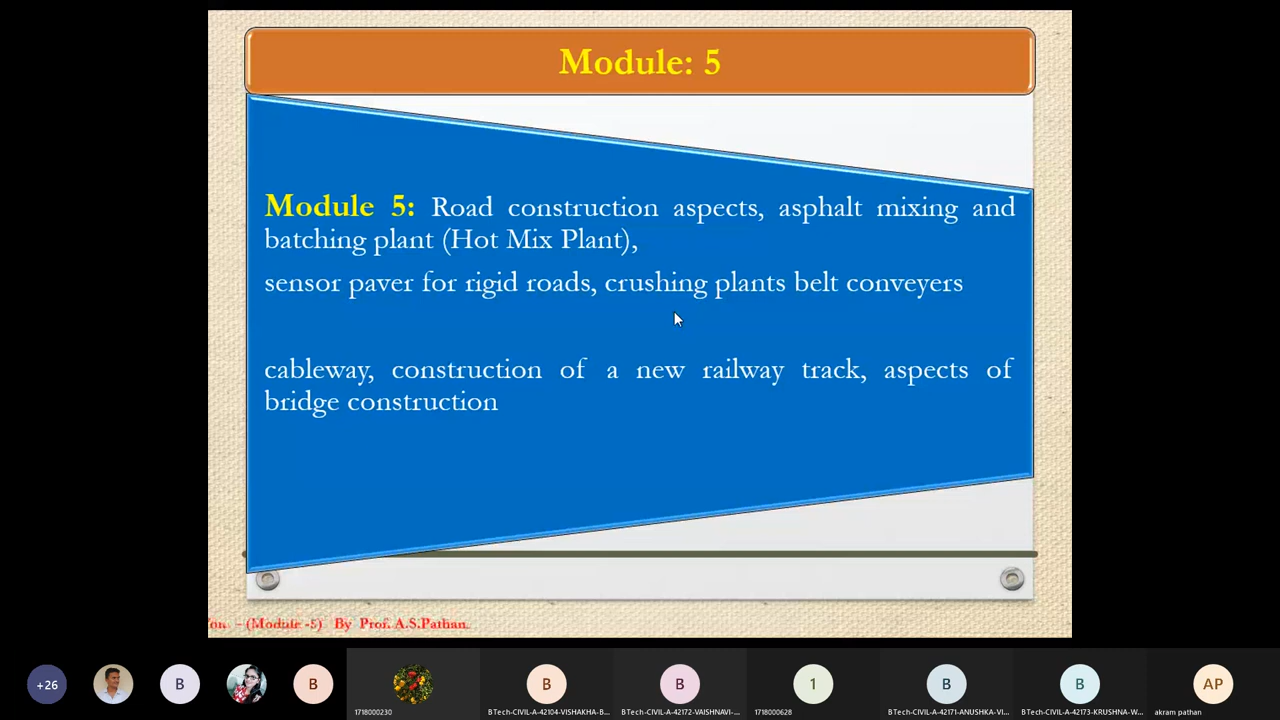 Module: 5
Module 5: Road construction aspects, asphalt mixing and
batching plant (Hot Mix Plant),
sensor paver for rigid roads, crushing plants belt conveyers
cableway, construction of a new railway track, aspects of
bridge construction
– (Module -5) By Prof. A.S.Pathan
+26
B
B
B
B
1
B
B
AP
1718000230
BTech-CIVIL-A-42104-VISHAKHA-B...
BTech-CIVIL-A-42172-VAISHNAVI-...
1718000628
BTech-CIVIL-A-42171-ANUSHKA-VI...
BTech-CIVIL-A-42173-KRUSHNA-W...
akram pathan